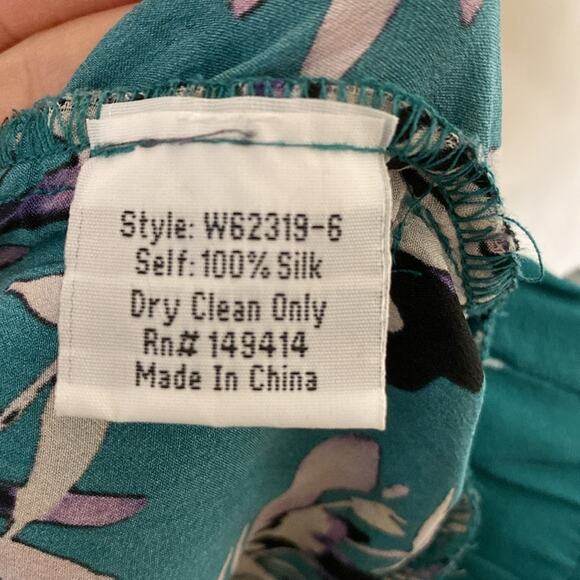 Style: W62319-6
Self: 100% Silk
Dry Clean Only
Rn# 149414
Made In China